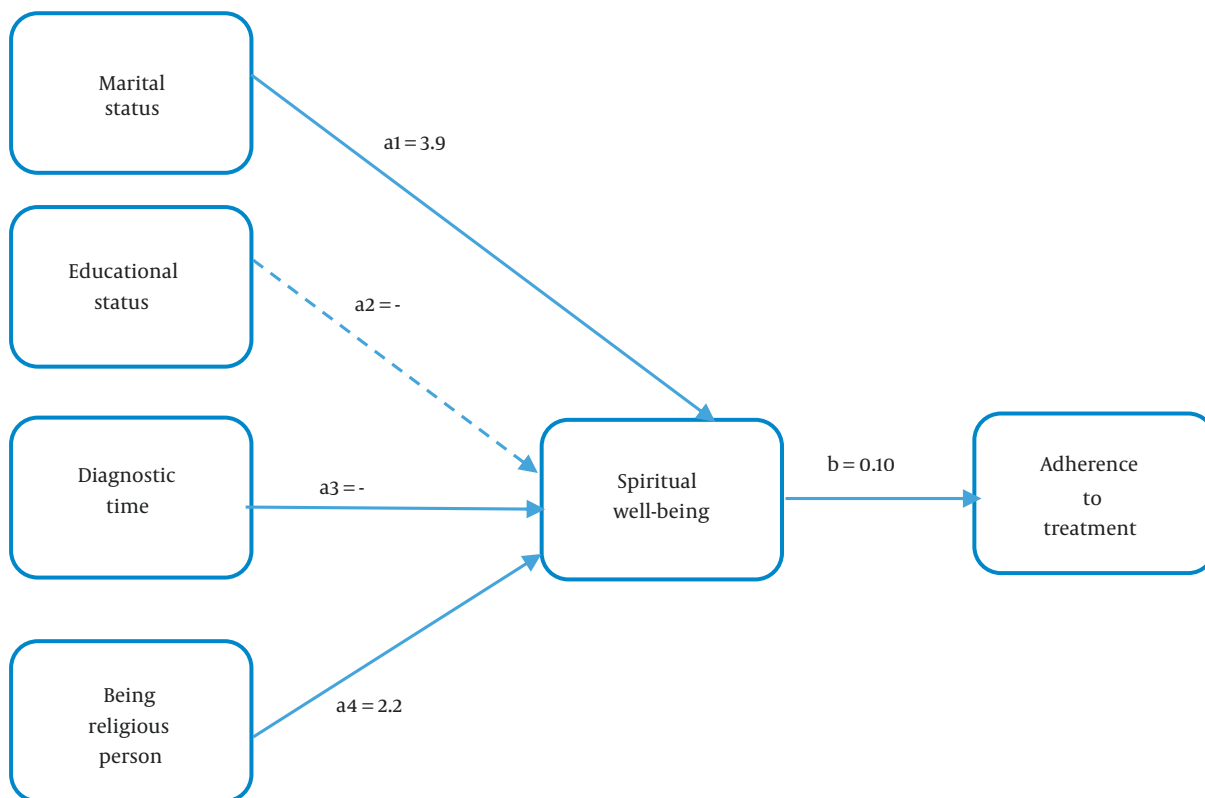 Marital
status
a1 = 3.9
Educational
status
a2 = -
Diagnostic
time
a3 = -
Spiritual
well-being
b = 0.10
Adherence
to
treatment
Being
religious
person
a4 = 2.2